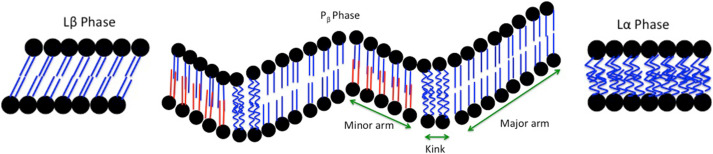 Lβ Phase
Pβ Phase
Lα Phase
Minor arm
Major arm
Kink